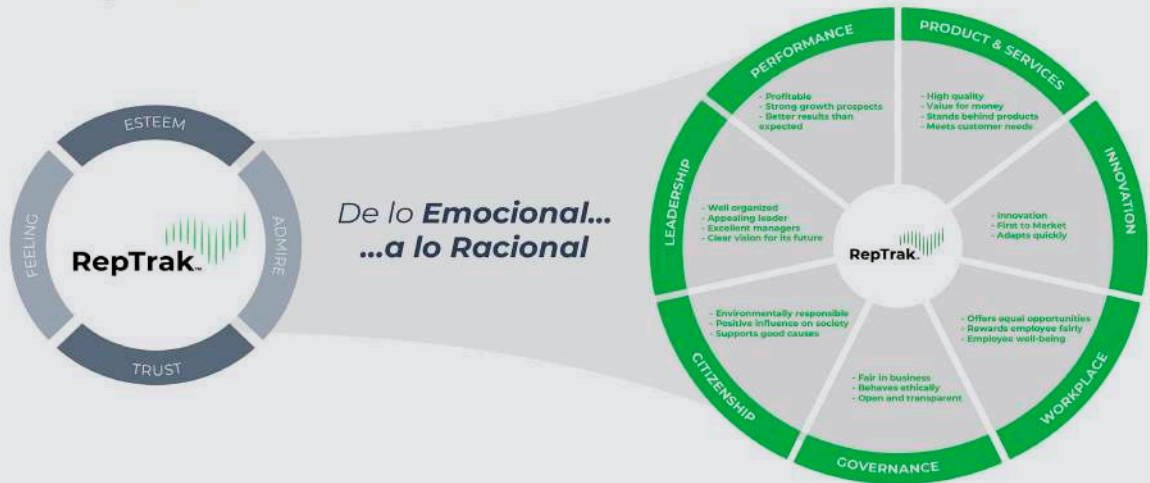 ESTEEM
FEELING
ADMIRE
TRUST
RepTrak™
De lo Emocional...
...a lo Racional
PERFORMANCE
- Profitable
- Strong growth prospects
- Better results than
expected
PRODUCT & SERVICES
- High quality
- Value for money
- Stands behind products
- Meets customer needs
INNOVATION
- Innovation
- First to Market
- Adapts quickly
WORKPLACE
- Offers equal opportunities
- Rewards employee fairly
- Employee well-being
GOVERNANCE
- Fair in business
- Behaves ethically
- Open and transparent
CITIZENSHIP
- Environmentally responsible
- Positive influence on society
- Supports good causes
LEADERSHIP
- Well organized
- Appealing leader
- Excellent managers
- Clear vision for its future
RepTrak™